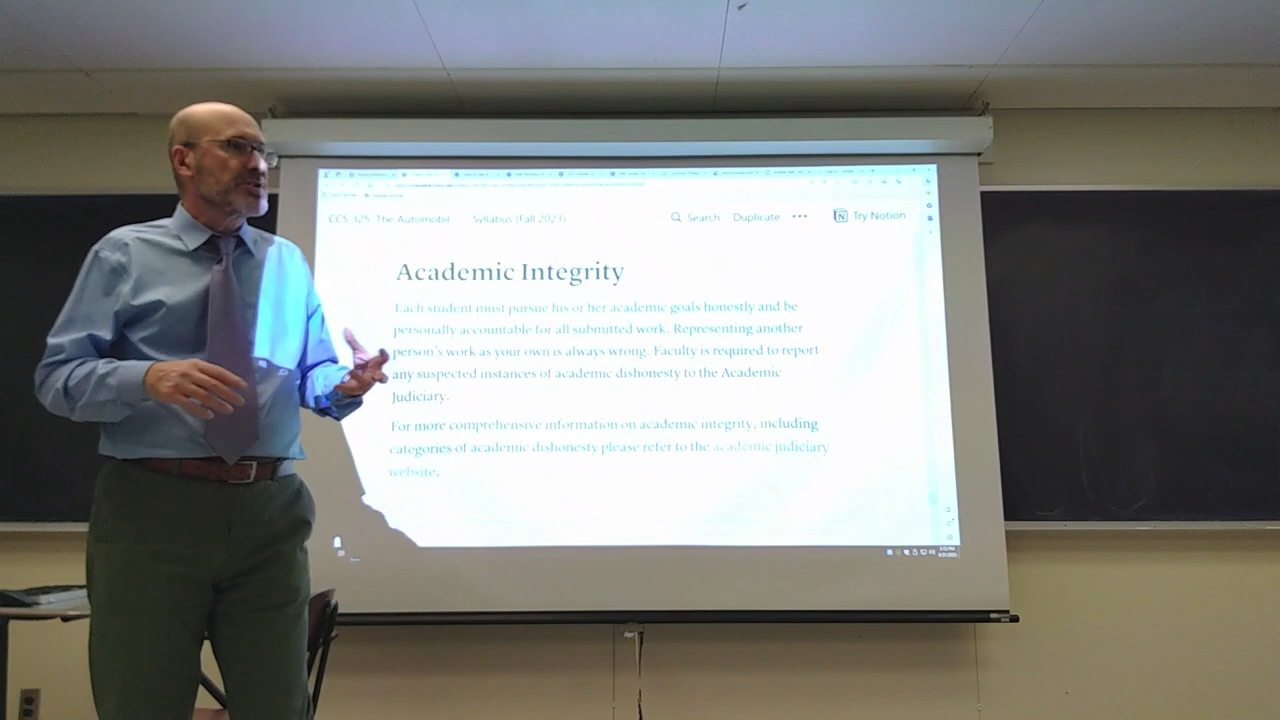 CCS 325: The Automobil... Syllabus (Fall 2023) Search Duplicate ••• Try Notion
Academic Integrity
Each student must pursue his or her academic goals honestly and be
personally accountable for all submitted work. Representing another
person's work as your own is always wrong. Faculty is required to report
any suspected instances of academic dishonesty to the Academic
Judiciary.
For more comprehensive information on academic integrity, including
categories of academic dishonesty please refer to the academic judiciary
website.